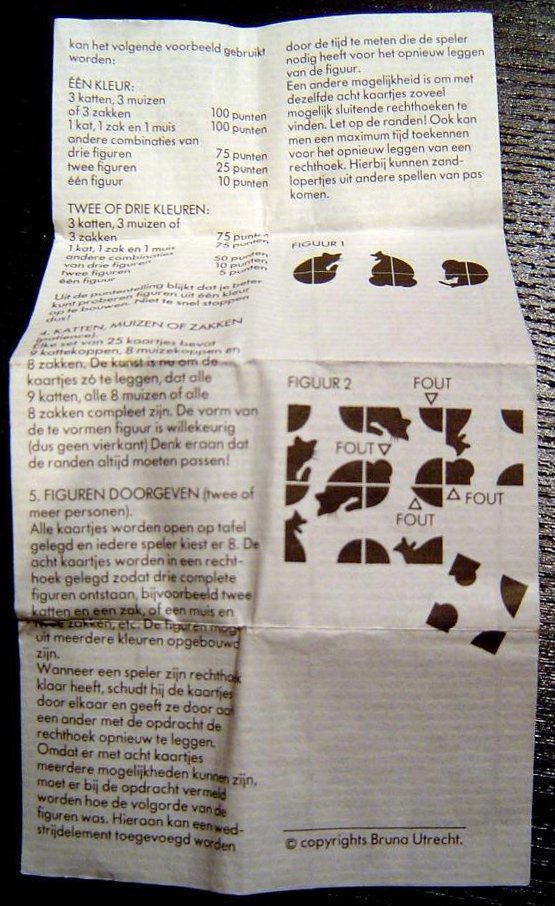 kan het volgende voorbeeld gebruikt
worden:
ÉÉN KLEUR:
3 katten, 3 muizen
of 3 zakken 100 punten
1 kat, 1 zak en 1 muis 100 punten
andere combinaties van
drie figuren 75 punten
twee figuren 25 punten
één figuur 10 punten
TWEE OF DRIE KLEUREN:
3 katten, 3 muizen of
3 zakken 75 punten
1 kat, 1 zak en 1 muis 75 punten
andere combinaties
van drie figuren 50 punten
twee figuren 10 punten
één figuur 5 punten
Uit de puntentelling blijkt dat je beter
kunt proberen figuren uit één kleur
op te bouwen. Niet te snel stoppen
dus!
4. KATTEN, MUIZEN OF ZAKKEN
(patience).
Elke set van 25 kaartjes bevat
9 kattekoppen, 8 muizekoppen en
8 zakken. De kunst is nu om de
kaartjes zó te leggen, dat alle
9 katten, alle 8 muizen of alle
8 zakken compleet zijn. De vorm van
de te vormen figuur is willekeurig
(dus geen vierkant) Denk eraan dat
de randen altijd moeten passen!
5. FIGUREN DOORGEVEN (twee of
meer personen).
Alle kaartjes worden open op tafel
gelegd en iedere speler kiest er 8. De
acht kaartjes worden in een recht-
hoek gelegd zodat drie complete
figuren ontstaan, bijvoorbeeld twee
katten en een zak, of een muis en
twee zakken, etc. De figuren mogen
uit meerdere kleuren opgebouwd
zijn.
Wanneer een speler zijn rechthoek
klaar heeft, schudt hij de kaartjes
door elkaar en geeft ze door aan
een ander met de opdracht de
rechthoek opnieuw te leggen.
Omdat er met acht kaartjes
meerdere mogelijkheden kunnen zijn,
moet er bij de opdracht vermeld
worden hoe de volgorde van de
figuren was. Hieraan kan een wed-
strijdelement toegevoegd worden
door de tijd te meten die de speler
nodig heeft voor het opnieuw leggen
van de figuur.
Een andere mogelijkheid is om met
dezelfde acht kaartjes zoveel
mogelijk sluitende rechthoeken te
vinden. Let op de randen! Ook kan
men een maximum tijd toekennen
voor het opnieuw leggen van een
rechthoek. Hierbij kunnen zand-
lopertjes uit andere spellen van pas
komen.
FIGUUR 1
FIGUUR 2
FOUT
FOUT
FOUT
FOUT
© copyrights Bruna Utrecht.